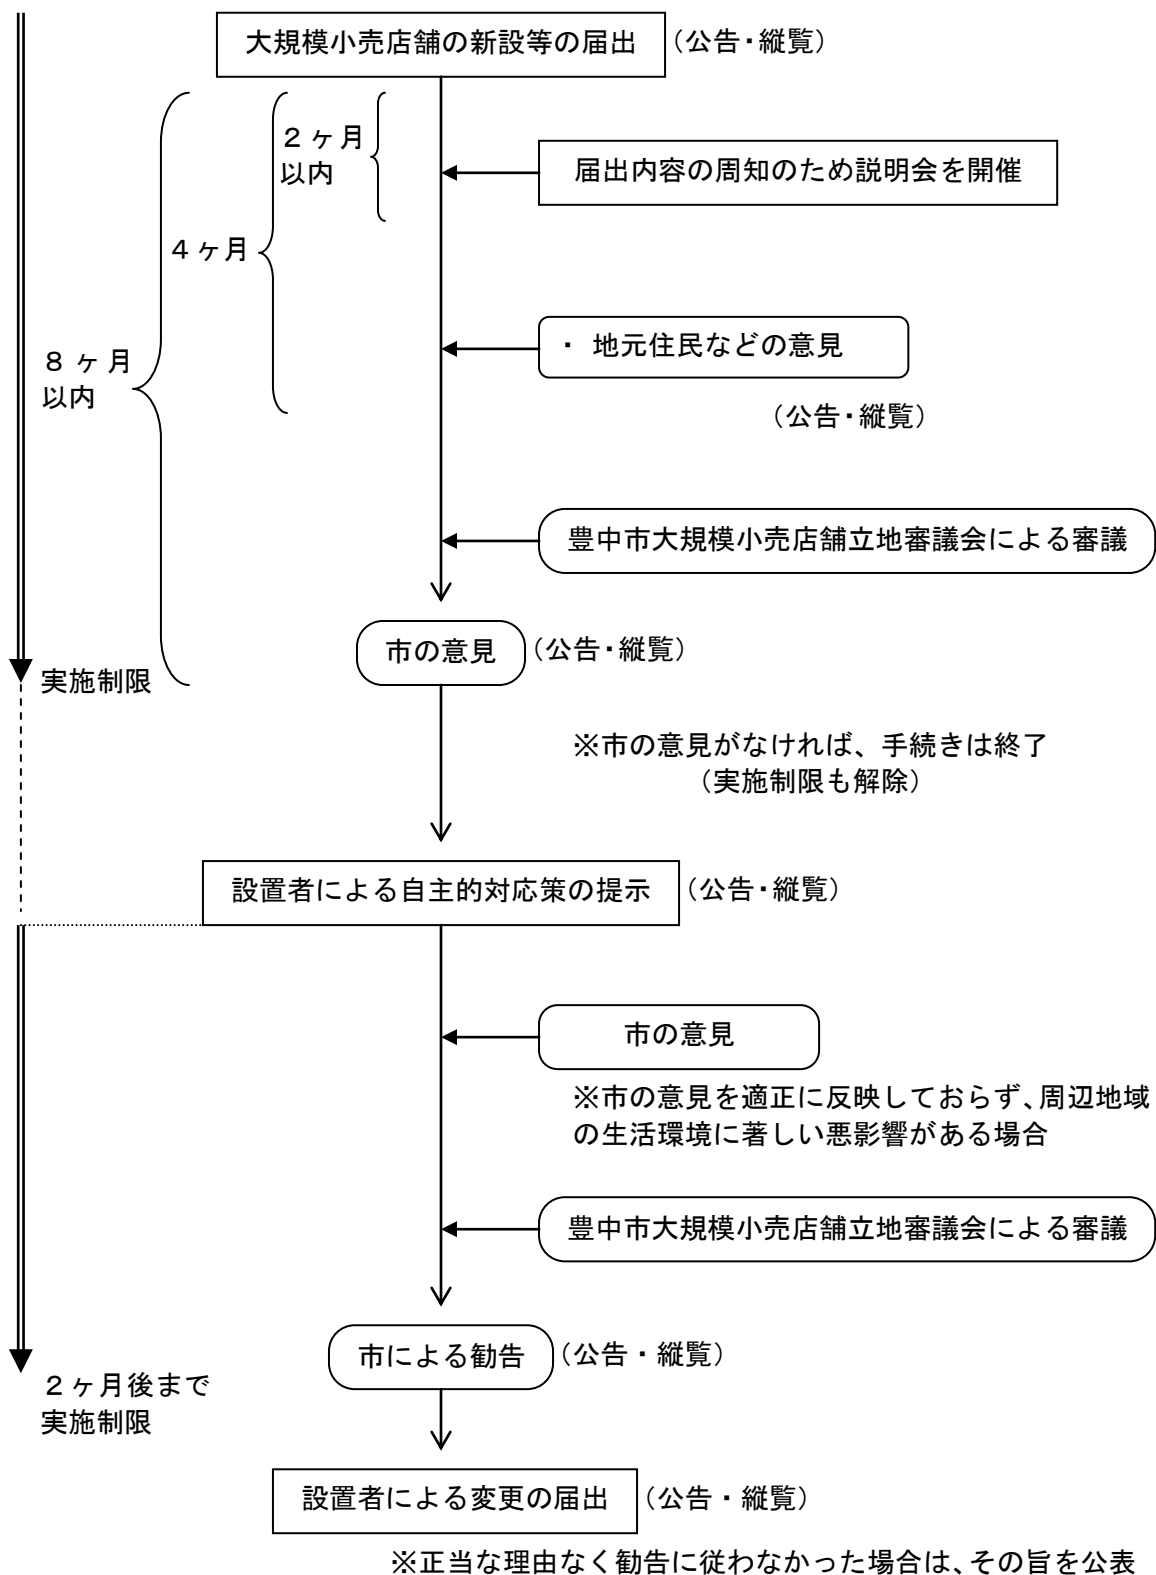 大規模小売店舗の新設等の届出 （公告・縦覧）
２ヶ月
以内
届出内容の周知のため説明会を開催
４ヶ月
・ 地元住民などの意見
８ヶ月
以内
（公告・縦覧）
豊中市大規模小売店舗立地審議会による審議
市の意見 （公告・縦覧）
実施制限
※市の意見がなければ、手続きは終了
（実施制限も解除）
設置者による自主的対応策の提示 （公告・縦覧）
市の意見
※市の意見を適正に反映しておらず、周辺地域
の生活環境に著しい悪影響がある場合
豊中市大規模小売店舗立地審議会による審議
市による勧告 （公告・縦覧）
２ヶ月後まで
実施制限
設置者による変更の届出 （公告・縦覧）
※正当な理由なく勧告に従わなかった場合は、その旨を公表